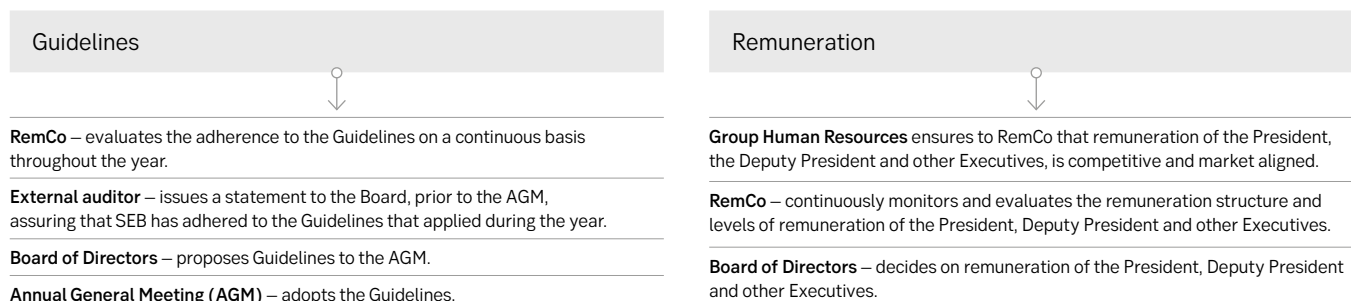 Guidelines
RemCo – evaluates the adherence to the Guidelines on a continuous basis
throughout the year.
External auditor – issues a statement to the Board, prior to the AGM,
assuring that SEB has adhered to the Guidelines that applied during the year.
Board of Directors – proposes Guidelines to the AGM.
Annual General Meeting (AGM) – adopts the Guidelines.
Remuneration
Group Human Resources ensures to RemCo that remuneration of the President,
the Deputy President and other Executives, is competitive and market aligned.
RemCo – continuously monitors and evaluates the remuneration structure and
levels of remuneration of the President, Deputy President and other Executives.
Board of Directors – decides on remuneration of the President, Deputy President
and other Executives.